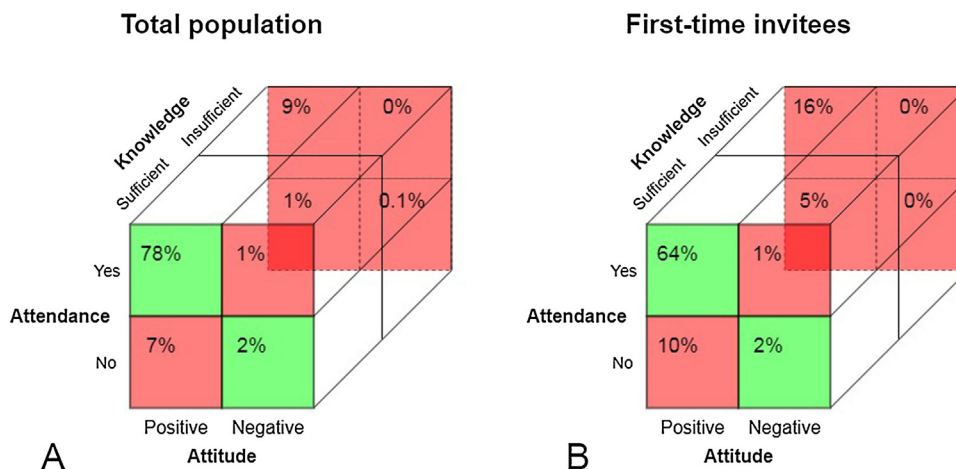 Total population
Knowledge
Insufficient
Sufficient
9%
0%
1%
0.1%
78%
1%
7%
2%
Yes
Attendance
No
Positive
Negative
Attitude
A
First-time invitees
Knowledge
Insufficient
Sufficient
16%
0%
5%
0%
64%
1%
10%
2%
Yes
Attendance
No
Positive
Negative
Attitude
B